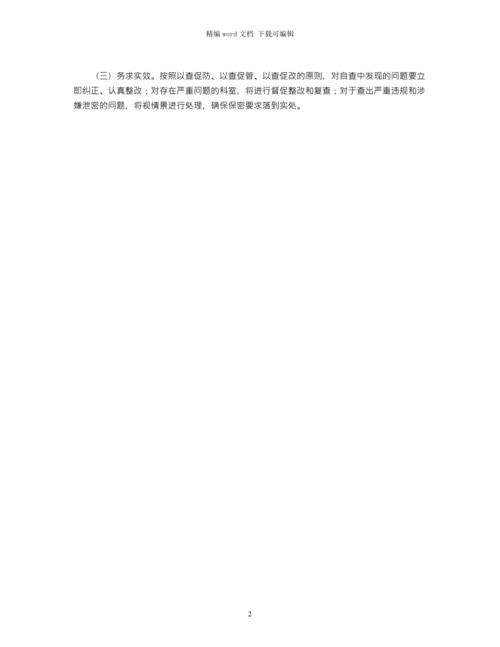 精编 word 文档 下载可编辑
（三）务求实效。按照以查促防、以查促管、以查促改的原则，对自查中发现的问题要立
即纠正、认真整改；对存在严重问题的科室，将进行督促整改和复查；对于查出严重违规和涉
嫌泄密的问题，将视情景进行处理，确保保密要求落到实处。
2